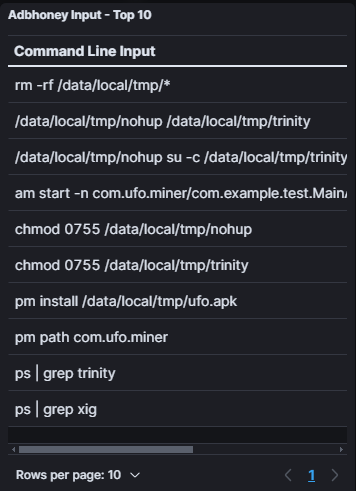 Adbhoney Input - Top 10
Command Line Input
rm -rf /data/local/tmp/*
/data/local/tmp/nohup /data/local/tmp/trinity
/data/local/tmp/nohup su -c /data/local/tmp/trinity
am start -n com.ufo.miner/com.example.test.Main
chmod 0755 /data/local/tmp/nohup
chmod 0755 /data/local/tmp/trinity
pm install /data/local/tmp/ufo.apk
pm path com.ufo.miner
ps | grep trinity
ps | grep xig
Rows per page: 10
1